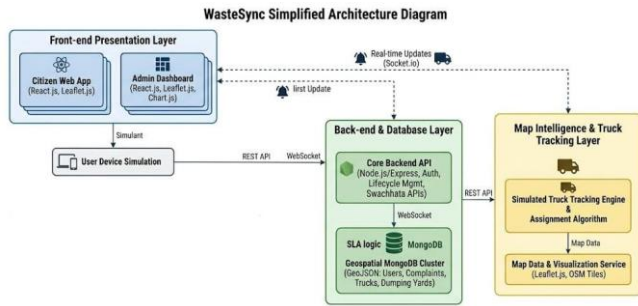 WasteSync Simplified Architecture Diagram
Front-end Presentation Layer
Citizen Web App
(React.js, Leaflet.js)
Admin Dashboard
(React.js, Leaflet.js,
Chart.js)
Real-time Updates
(Socket.io)
iirst Update
Simulant
User Device Simulation
REST API
WebSocket
Back-end & Database Layer
Core Backend API
(Node.js/Express, Auth,
Lifecycle Mgmt,
Swachhata APIs)
WebSocket
SLA logic
MongoDB
Geospatial MongoDB Cluster
(GeoJSON: Users, Complaints,
Trucks, Dumping Yards)
REST API
Map Intelligence & Truck
Tracking Layer
Simulated Truck Tracking Engine
&
Assignment Algorithm
Map Data
Map Data & Visualization Service
(Leaflet.js, OSM Tiles)